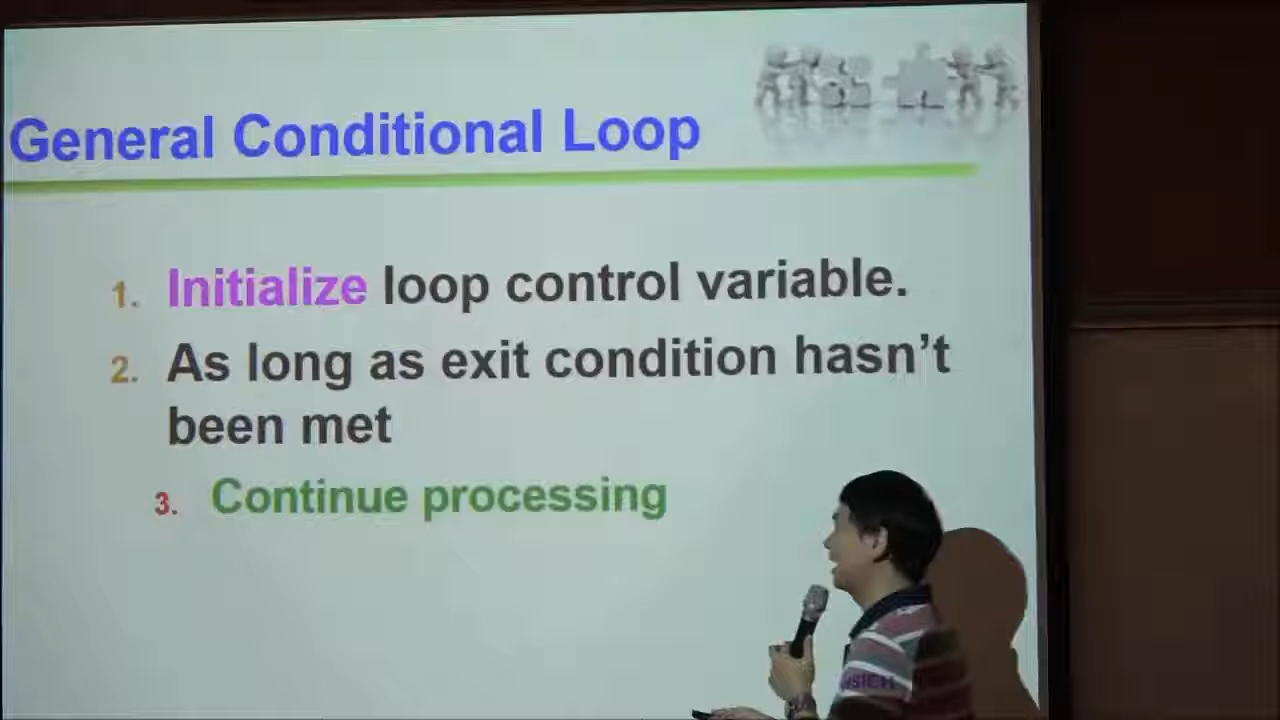 General Conditional Loop
1. Initialize loop control variable.
2. As long as exit condition hasn't
been met
3. Continue processing